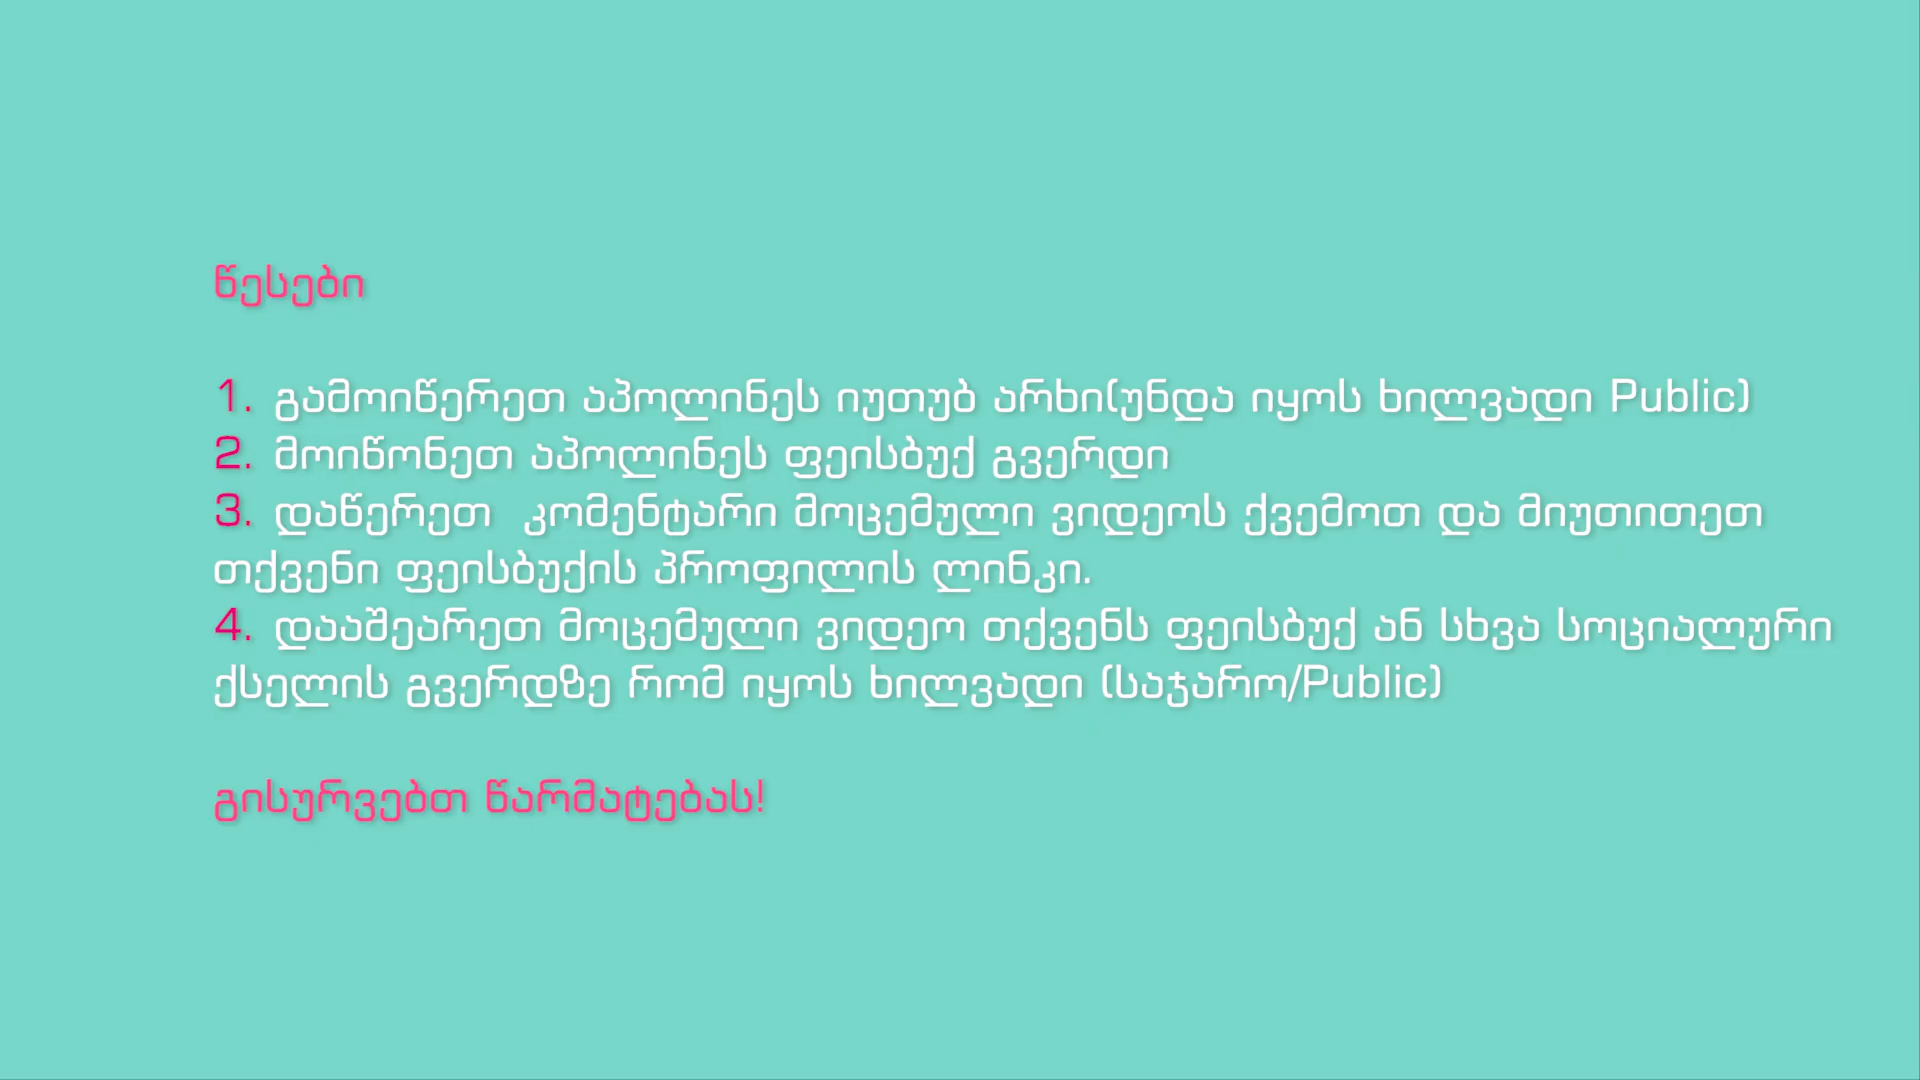 წესები
1. გამოიწერეთ აპოლინეს იუთუბ არხი(უნდა იყოს ხილვადი Public)
2. მოიწონეთ აპოლინეს ფეისბუქ გვერდი
3. დაწერეთ კომენტარი მოცემული ვიდეოს ქვემოთ და მიუთითეთ
თქვენი ფეისბუქის პროფილის ლინკი.
4. დააშეარეთ მოცემული ვიდეო თქვენს ფეისბუქ ან სხვა სოციალური
ქსელის გვერდზე რომ იყოს ხილვადი (საჯარო/Public)
გისურვებთ წარმატებას!